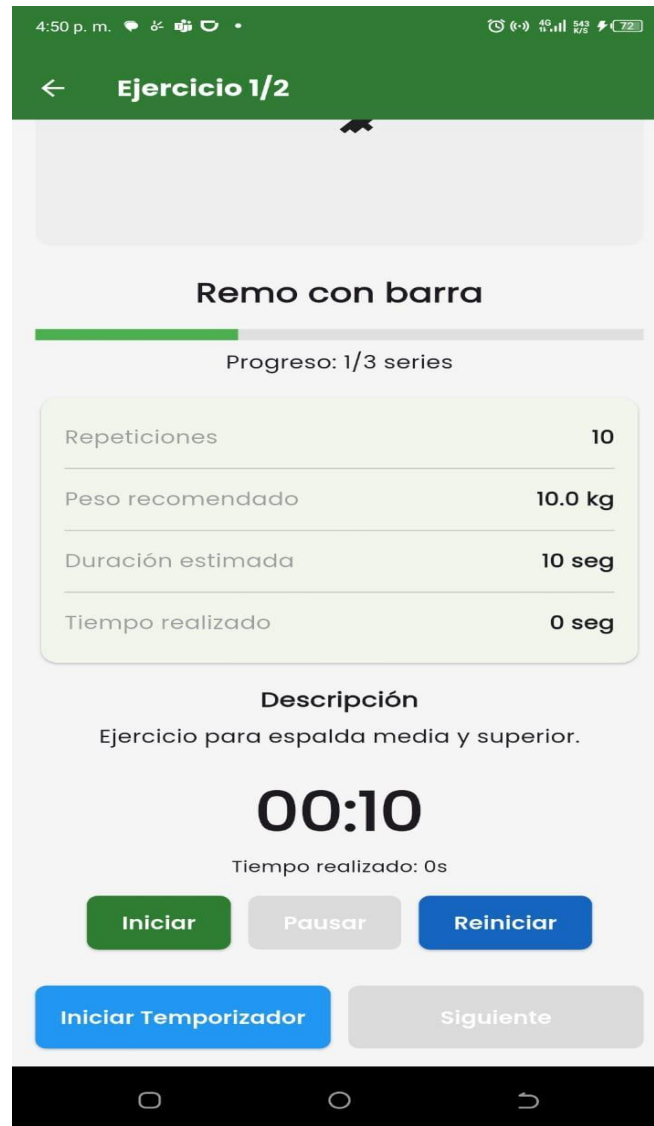 4:50 p. m.
4G
543 K/S
72
Ejercicio 1/2
Remo con barra
Progreso: 1/3 series
Repeticiones 10
Peso recomendado 10.0 kg
Duración estimada 10 seg
Tiempo realizado 0 seg
Descripción
Ejercicio para espalda media y superior.
00:10
Tiempo realizado: 0s
Iniciar Pausar Reiniciar
Iniciar Temporizador Siguiente